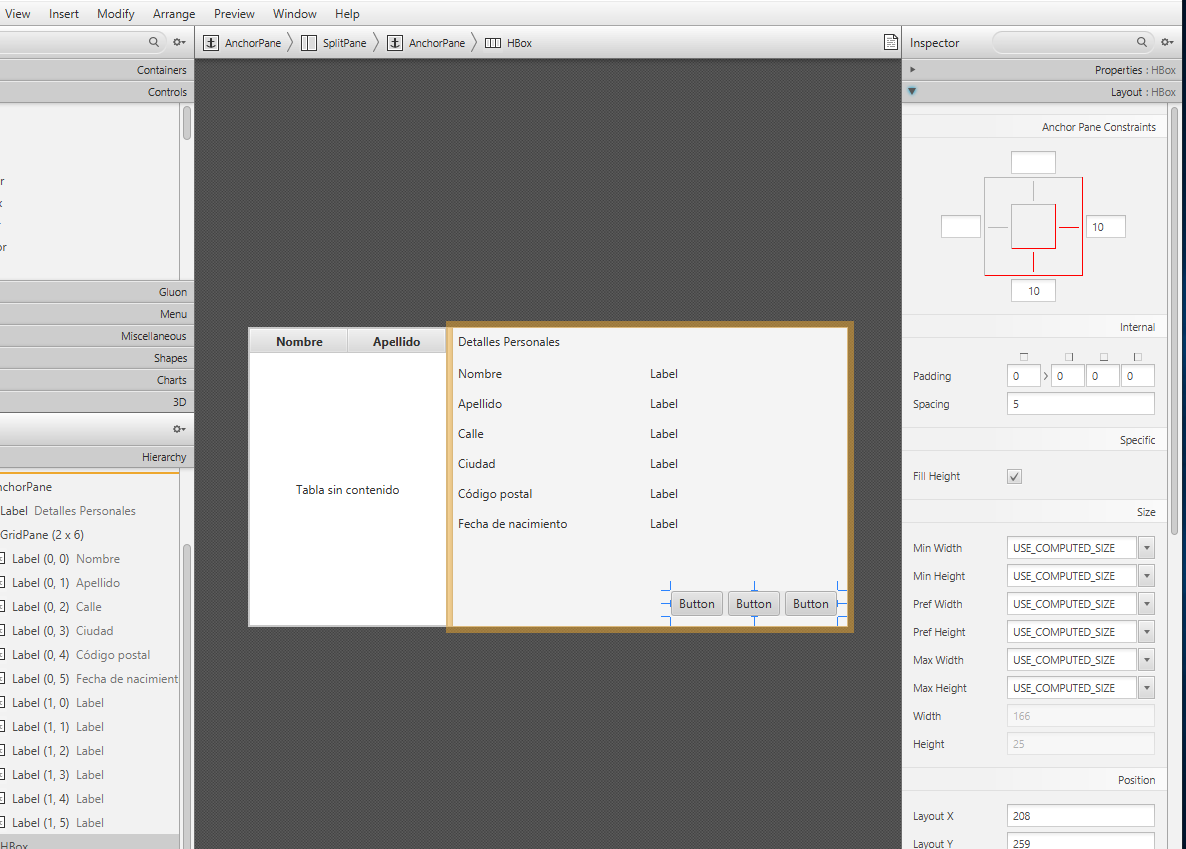 View Insert Modify Arrange Preview Window Help
AnchorPane SplitPane AnchorPane HBox
Inspector
Containers
Controls
r
x
or
Gluon
Menu
Miscellaneous
Shapes
Charts
3D
Hierarchy
nchorPane
Label Detalles Personales
GridPane (2 x 6)
Label (0, 0) Nombre
Label (0, 1) Apellido
Label (0, 2) Calle
Label (0, 3) Ciudad
Label (0, 4) Código postal
Label (0, 5) Fecha de nacimient
Label (1, 0) Label
Label (1, 1) Label
Label (1, 2) Label
Label (1, 3) Label
Label (1, 4) Label
Label (1, 5) Label
HBox
Nombre Apellido
Tabla sin contenido
Detalles Personales
Nombre Label
Apellido Label
Calle Label
Ciudad Label
Código postal Label
Fecha de nacimiento Label
Button Button Button
Properties : HBox
Layout : HBox
Anchor Pane Constraints
10
10
Internal
Padding 0 0 0 0
Spacing 5
Specific
Fill Height
Size
Min Width USE_COMPUTED_SIZE
Min Height USE_COMPUTED_SIZE
Pref Width USE_COMPUTED_SIZE
Pref Height USE_COMPUTED_SIZE
Max Width USE_COMPUTED_SIZE
Max Height USE_COMPUTED_SIZE
Width 166
Height 25
Position
Layout X 208
Layout Y 259